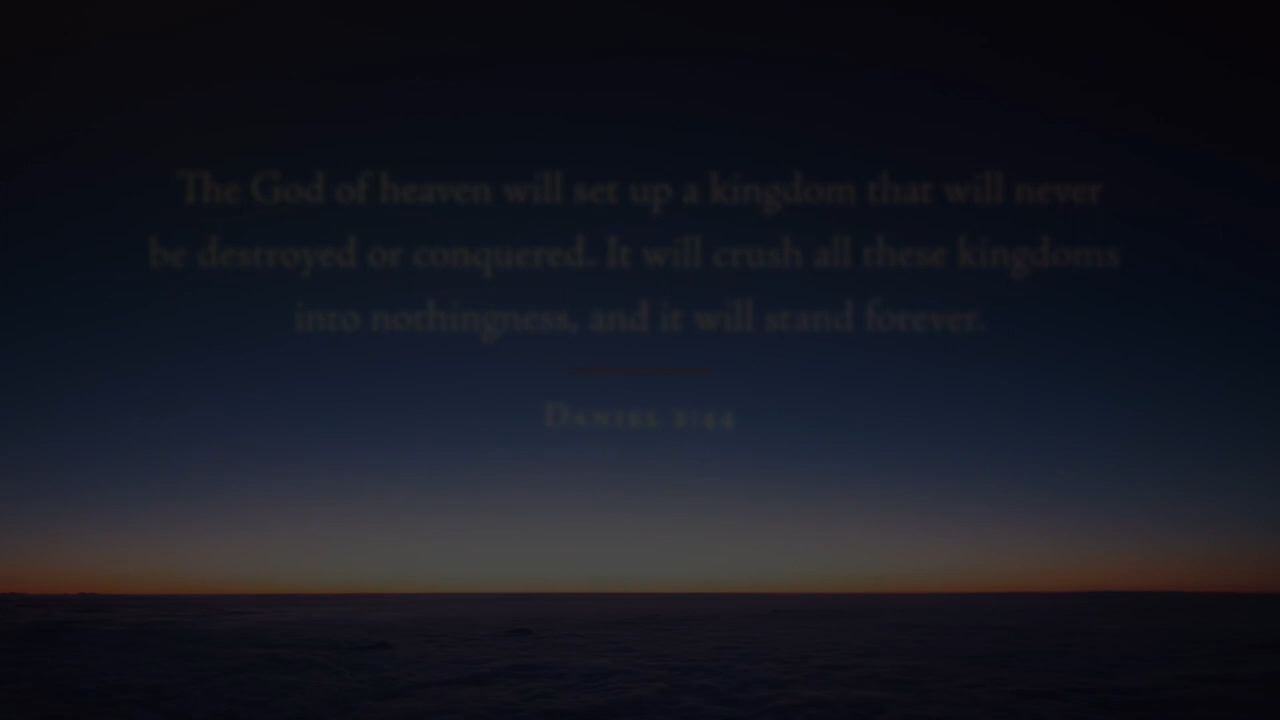 The God of heaven will set up a kingdom that will never
be destroyed or conquered. It will crush all these kingdoms
into nothingness, and it will stand forever.
Daniel 2:44